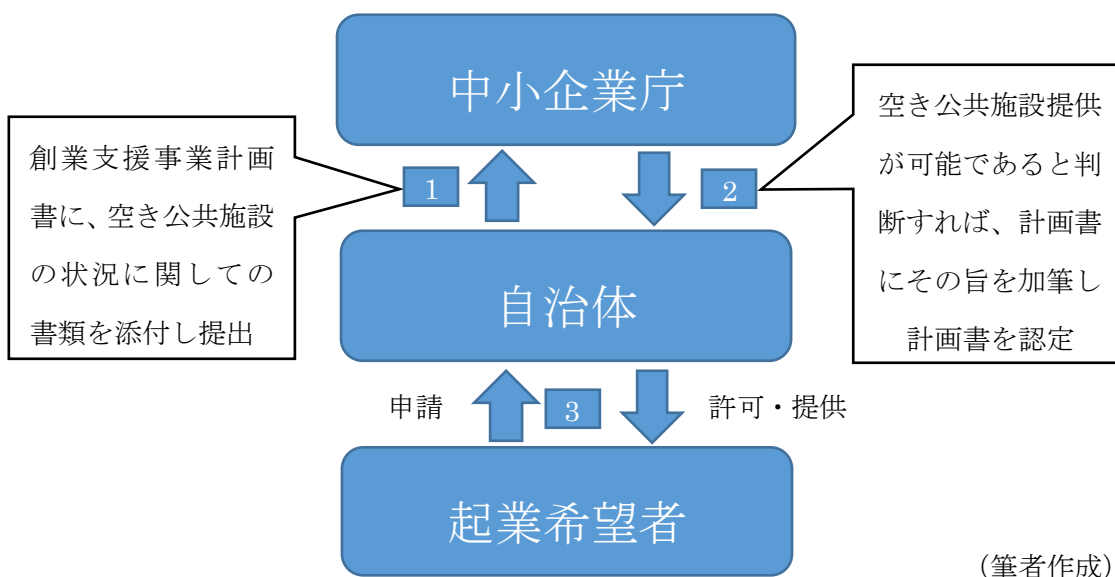 中小企業庁
創業支援事業計画
書に、空き公共施設
の状況に関しての
書類を添付し提出
1
2
空き公共施設提供
が可能であると判
断すれば、計画書
にその旨を加筆し
計画書を認定
自治体
申請
3
許可・提供
起業希望者
(筆者作成)